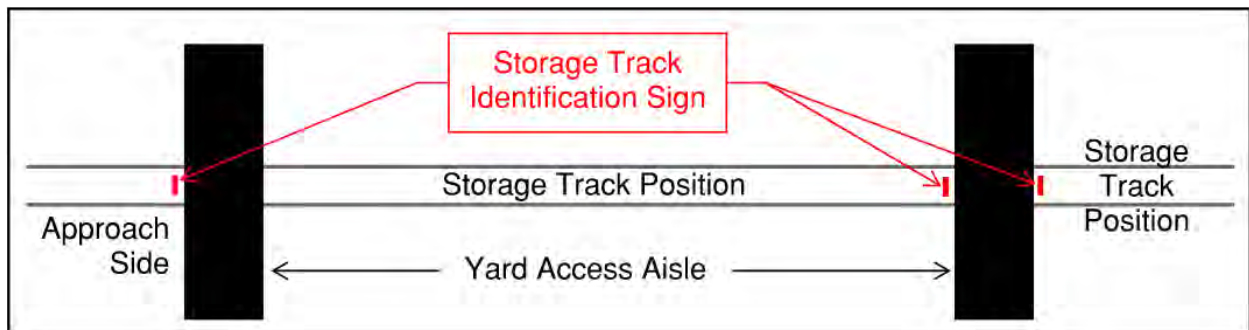 Storage Track
Identification Sign
Storage Track Position
Storage
Track
Position
Approach
Side
Yard Access Aisle